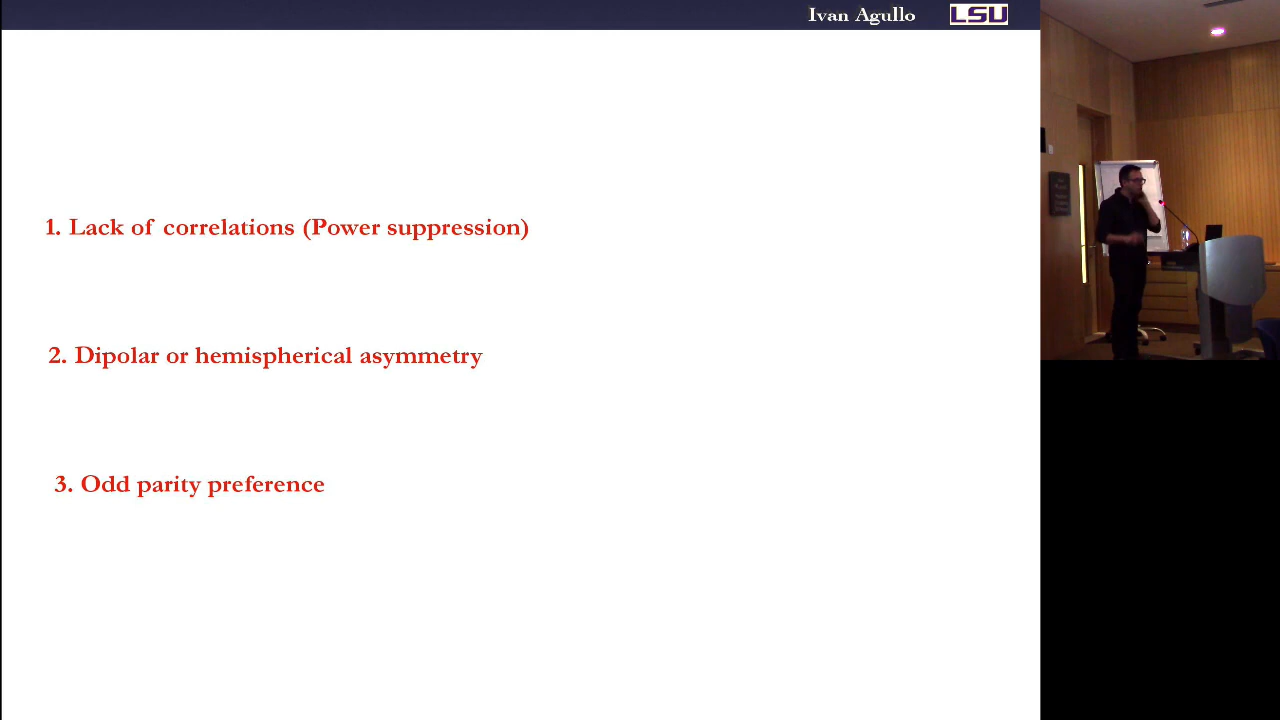 Ivan Agullo LSU
1. Lack of correlations (Power suppression)
2. Dipolar or hemispherical asymmetry
3. Odd parity preference